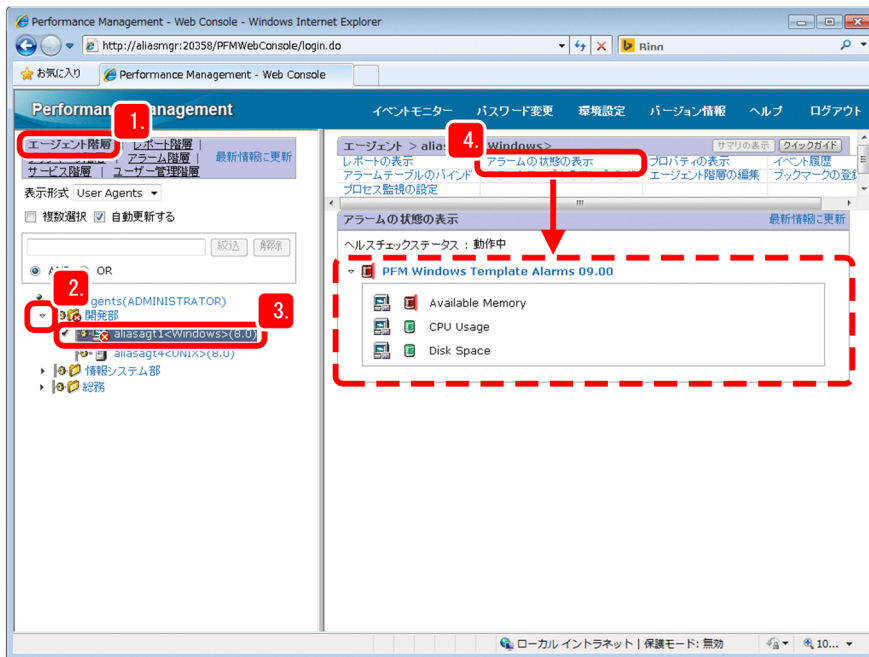 Performance Management - Web Console - Windows Internet Explorer
http://aliasmgr:20358/PFMWebConsole/login.do
Bing
お気に入り
Performance Management - Web Console
Performance Management
イベントモニター パスワード変更 環境設定 バージョン情報 ヘルプ ログアウト
1.
エージェント階層 | レポート階層 |
アラーム階層 | 最新情報に更新
サービス階層 | ユーザー管理階層
表示形式 User Agents
複数選択 自動更新する
絞込 解除
OR
2.
gents(ADMINISTRATOR)
開発部
3.
aliasagt1<Windows>(8.0)
aliasagt4<UNIX>(8.0)
情報システム部
総務
エージェント > alias Windows>
4.
サマリの表示 クイックガイド
レポートの表示 アラームの状態の表示 プロパティの表示 イベント履歴
アラームテーブルのバインド エージェント階層の編集 ブックマークの登録
プロセス監視の設定
アラームの状態の表示 最新情報に更新
ヘルスチェックステータス : 動作中
PFM Windows Template Alarms 09.00
Available Memory
CPU Usage
Disk Space
ローカル イントラネット | 保護モード: 無効
10...